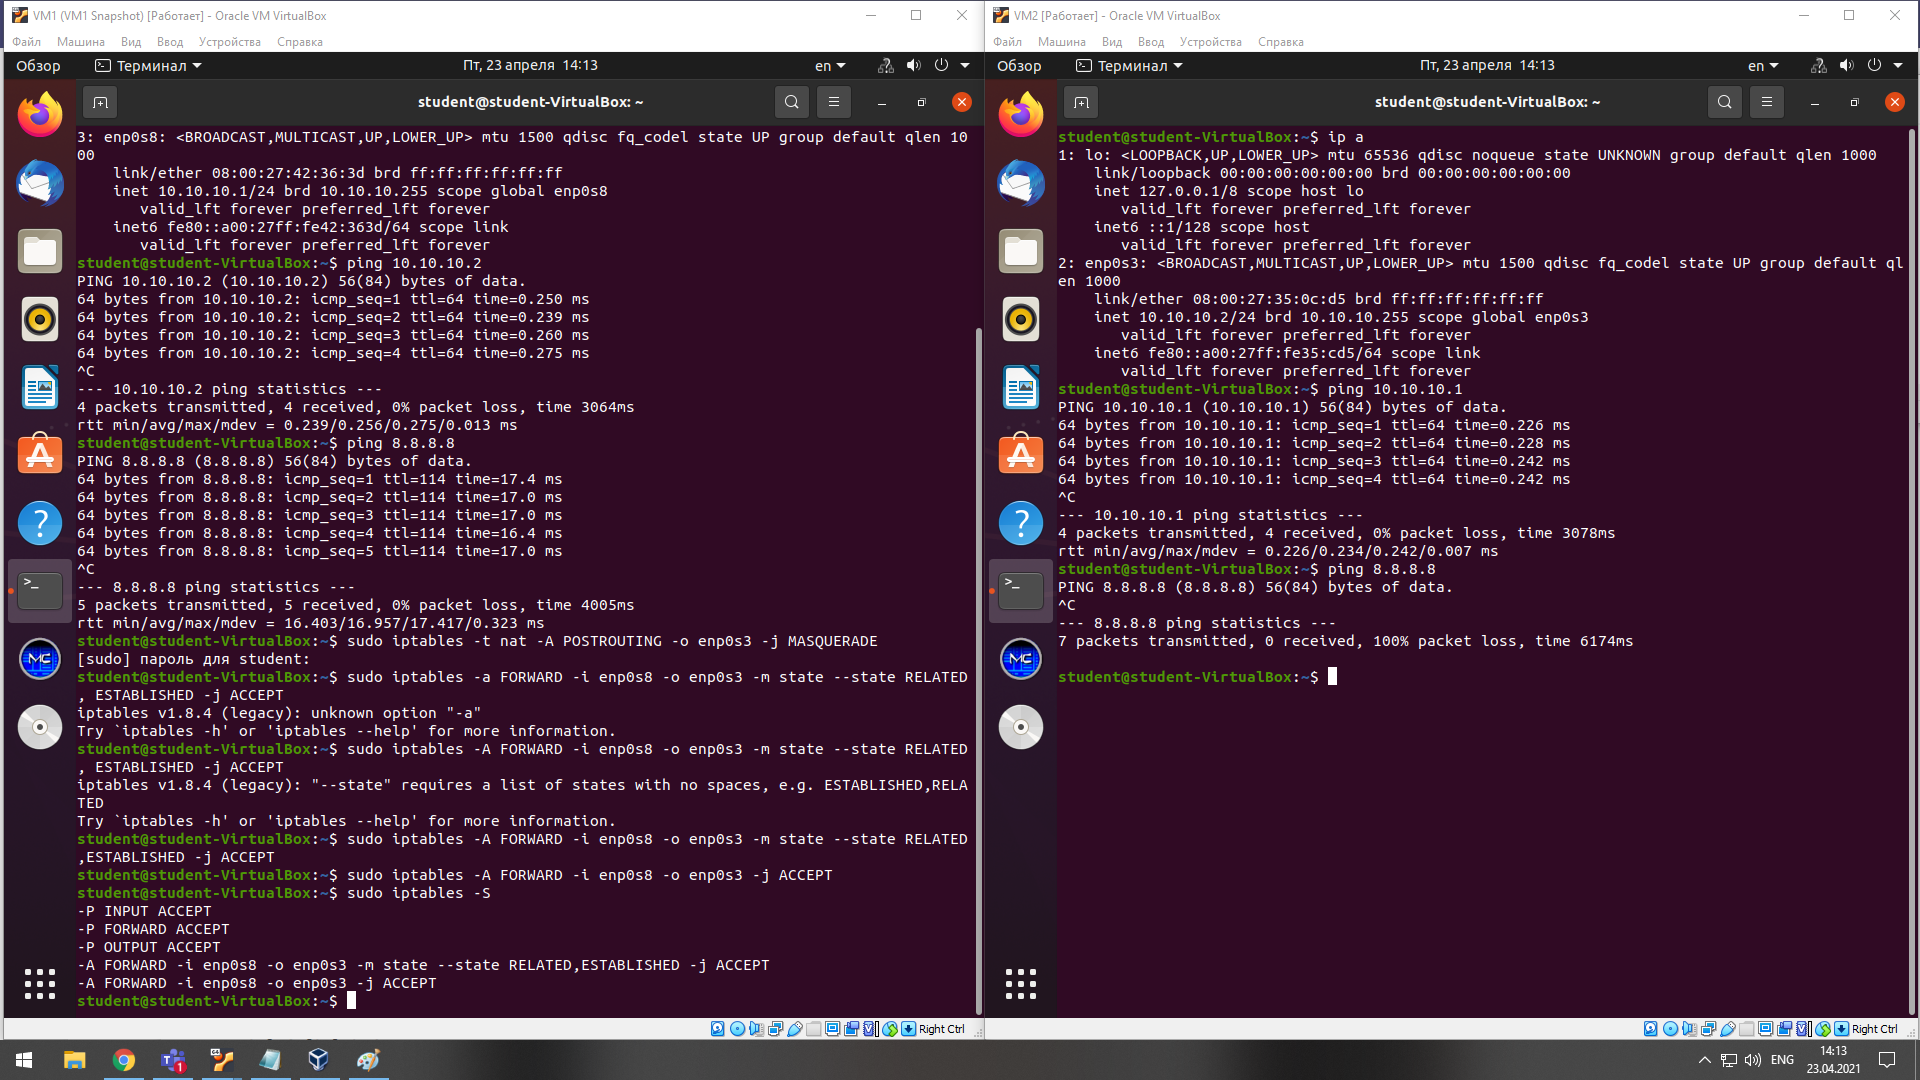 VM1 (VM1 Snapshot) [Работает] - Oracle VM VirtualBox
Файл Машина Вид Ввод Устройства Справка
Обзор Терминал Пт, 23 апреля 14:13 en
student@student-VirtualBox: ~
3: enp0s8: <BROADCAST,MULTICAST,UP,LOWER_UP> mtu 1500 qdisc fq_codel state UP group default qlen 10
00
link/ether 08:00:27:42:36:3d brd ff:ff:ff:ff:ff:ff
inet 10.10.10.1/24 brd 10.10.10.255 scope global enp0s8
valid_lft forever preferred_lft forever
inet6 fe80::a00:27ff:fe42:363d/64 scope link
valid_lft forever preferred_lft forever
student@student-VirtualBox:~$ ping 10.10.10.2
PING 10.10.10.2 (10.10.10.2) 56(84) bytes of data.
64 bytes from 10.10.10.2: icmp_seq=1 ttl=64 time=0.250 ms
64 bytes from 10.10.10.2: icmp_seq=2 ttl=64 time=0.239 ms
64 bytes from 10.10.10.2: icmp_seq=3 ttl=64 time=0.260 ms
64 bytes from 10.10.10.2: icmp_seq=4 ttl=64 time=0.275 ms
^C
--- 10.10.10.2 ping statistics ---
4 packets transmitted, 4 received, 0% packet loss, time 3064ms
rtt min/avg/max/mdev = 0.239/0.256/0.275/0.013 ms
student@student-VirtualBox:~$ ping 8.8.8.8
PING 8.8.8.8 (8.8.8.8) 56(84) bytes of data.
64 bytes from 8.8.8.8: icmp_seq=1 ttl=114 time=17.4 ms
64 bytes from 8.8.8.8: icmp_seq=2 ttl=114 time=17.0 ms
64 bytes from 8.8.8.8: icmp_seq=3 ttl=114 time=17.0 ms
64 bytes from 8.8.8.8: icmp_seq=4 ttl=114 time=16.4 ms
64 bytes from 8.8.8.8: icmp_seq=5 ttl=114 time=17.0 ms
^C
--- 8.8.8.8 ping statistics ---
5 packets transmitted, 5 received, 0% packet loss, time 4005ms
rtt min/avg/max/mdev = 16.403/16.957/17.417/0.323 ms
student@student-VirtualBox:~$ sudo iptables -t nat -A POSTROUTING -o enp0s3 -j MASQUERADE
[sudo] пароль для student:
student@student-VirtualBox:~$ sudo iptables -a FORWARD -i enp0s8 -o enp0s3 -m state --state RELATED
, ESTABLISHED -j ACCEPT
iptables v1.8.4 (legacy): unknown option "-a"
Try `iptables -h' or 'iptables --help' for more information.
student@student-VirtualBox:~$ sudo iptables -A FORWARD -i enp0s8 -o enp0s3 -m state --state RELATED
, ESTABLISHED -j ACCEPT
iptables v1.8.4 (legacy): "--state" requires a list of states with no spaces, e.g. ESTABLISHED,RELA
TED
Try `iptables -h' or 'iptables --help' for more information.
student@student-VirtualBox:~$ sudo iptables -A FORWARD -i enp0s8 -o enp0s3 -m state --state RELATED
,ESTABLISHED -j ACCEPT
student@student-VirtualBox:~$ sudo iptables -A FORWARD -i enp0s8 -o enp0s3 -j ACCEPT
student@student-VirtualBox:~$ sudo iptables -S
-P INPUT ACCEPT
-P FORWARD ACCEPT
-P OUTPUT ACCEPT
-A FORWARD -i enp0s8 -o enp0s3 -m state --state RELATED,ESTABLISHED -j ACCEPT
-A FORWARD -i enp0s8 -o enp0s3 -j ACCEPT
student@student-VirtualBox:~$
Right Ctrl
VM2 [Работает] - Oracle VM VirtualBox
Файл Машина Вид Ввод Устройства Справка
Обзор Терминал Пт, 23 апреля 14:13 en
student@student-VirtualBox: ~
student@student-VirtualBox:~$ ip a
1: lo: <LOOPBACK,UP,LOWER_UP> mtu 65536 qdisc noqueue state UNKNOWN group default qlen 1000
link/loopback 00:00:00:00:00:00 brd 00:00:00:00:00:00
inet 127.0.0.1/8 scope host lo
valid_lft forever preferred_lft forever
inet6 ::1/128 scope host
valid_lft forever preferred_lft forever
2: enp0s3: <BROADCAST,MULTICAST,UP,LOWER_UP> mtu 1500 qdisc fq_codel state UP group default ql
en 1000
link/ether 08:00:27:35:0c:d5 brd ff:ff:ff:ff:ff:ff
inet 10.10.10.2/24 brd 10.10.10.255 scope global enp0s3
valid_lft forever preferred_lft forever
inet6 fe80::a00:27ff:fe35:cd5/64 scope link
valid_lft forever preferred_lft forever
student@student-VirtualBox:~$ ping 10.10.10.1
PING 10.10.10.1 (10.10.10.1) 56(84) bytes of data.
64 bytes from 10.10.10.1: icmp_seq=1 ttl=64 time=0.226 ms
64 bytes from 10.10.10.1: icmp_seq=2 ttl=64 time=0.228 ms
64 bytes from 10.10.10.1: icmp_seq=3 ttl=64 time=0.242 ms
64 bytes from 10.10.10.1: icmp_seq=4 ttl=64 time=0.242 ms
^C
--- 10.10.10.1 ping statistics ---
4 packets transmitted, 4 received, 0% packet loss, time 3078ms
rtt min/avg/max/mdev = 0.226/0.234/0.242/0.007 ms
student@student-VirtualBox:~$ ping 8.8.8.8
PING 8.8.8.8 (8.8.8.8) 56(84) bytes of data.
^C
--- 8.8.8.8 ping statistics ---
7 packets transmitted, 0 received, 100% packet loss, time 6174ms
student@student-VirtualBox:~$
Right Ctrl
ENG
14:13
23.04.2021